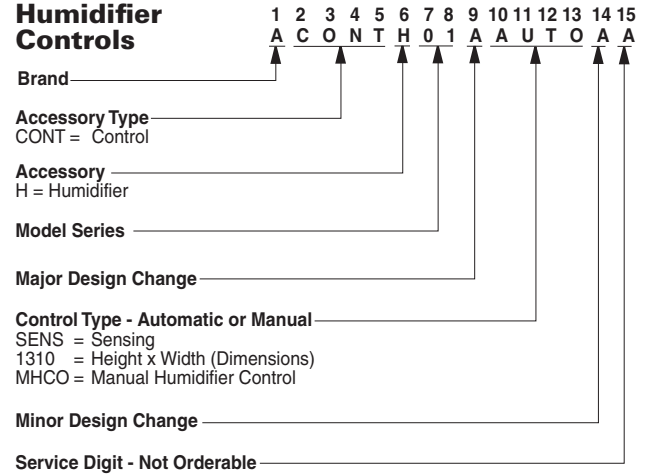 Humidifier
Controls
1 2 3 4 5 6 7 8 9 10 11 12 13 14 15
A C O N T H 0 1 A A U T O A A
Brand
Accessory Type
CONT = Control
Accessory
H = Humidifier
Model Series
Major Design Change
Control Type - Automatic or Manual
SENS = Sensing
1310 = Height x Width (Dimensions)
MHCO = Manual Humidifier Control
Minor Design Change
Service Digit - Not Orderable